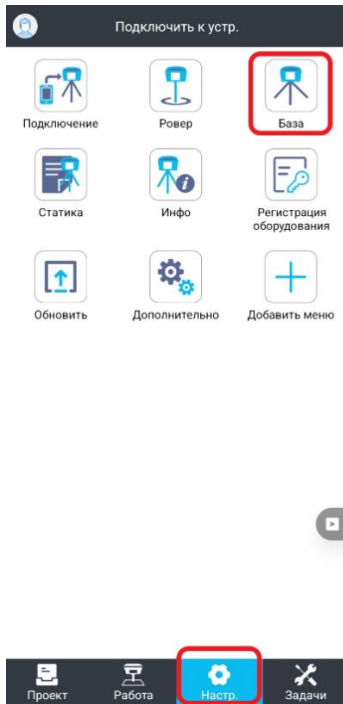 Подключить к устр.
Подключение
Ровер
База
Статика
Инфо
Регистрация
оборудования
Обновить
Дополнительно
Добавить меню
Проект
Работа
Настр.
Задачи